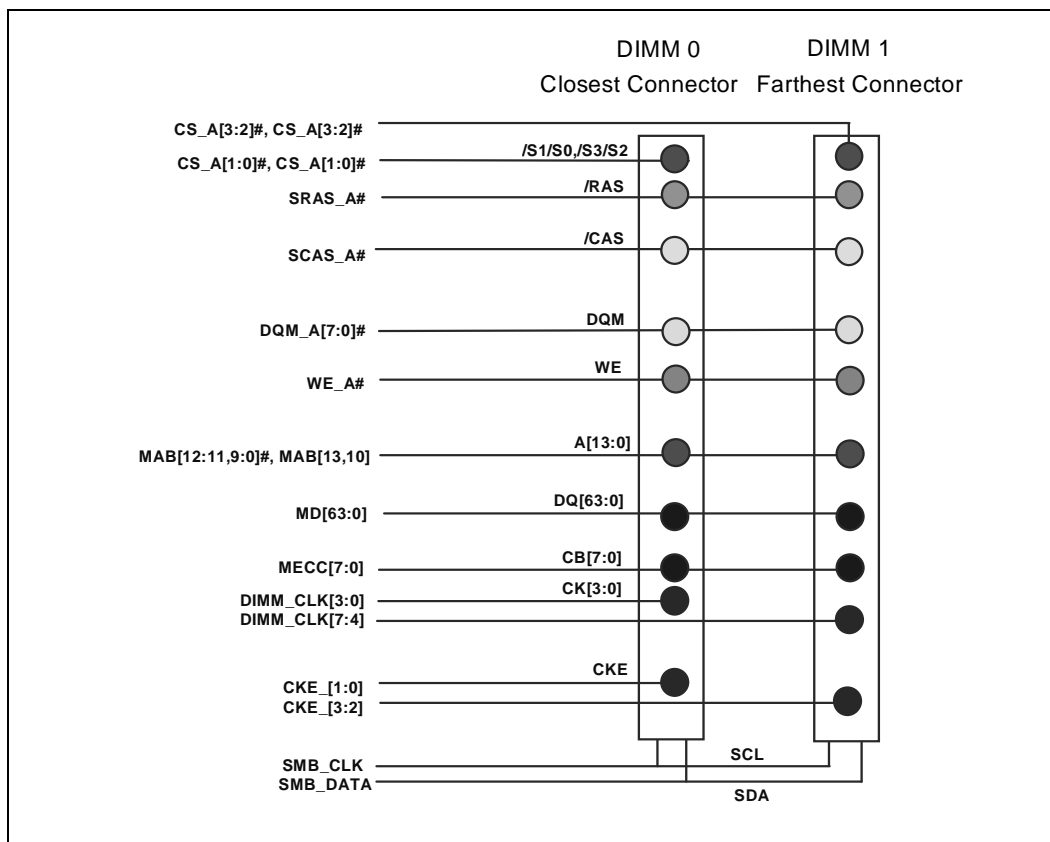 DIMM 0 DIMM 1
Closest Connector Farthest Connector
CS_A[3:2]#, CS_A[3:2]#
/S1/S0,/S3/S2
CS_A[1:0]#, CS_A[1:0]#
/RAS
SRAS_A#
/CAS
SCAS_A#
DQM
DQM_A[7:0]#
WE
WE_A#
A[13:0]
MAB[12:11,9:0]#, MAB[13,10]
DQ[63:0]
MD[63:0]
CB[7:0]
MECC[7:0]
CK[3:0]
DIMM_CLK[3:0]
DIMM_CLK[7:4]
CKE
CKE_[1:0]
CKE_[3:2]
SCL
SMB_CLK
SMB_DATA
SDA